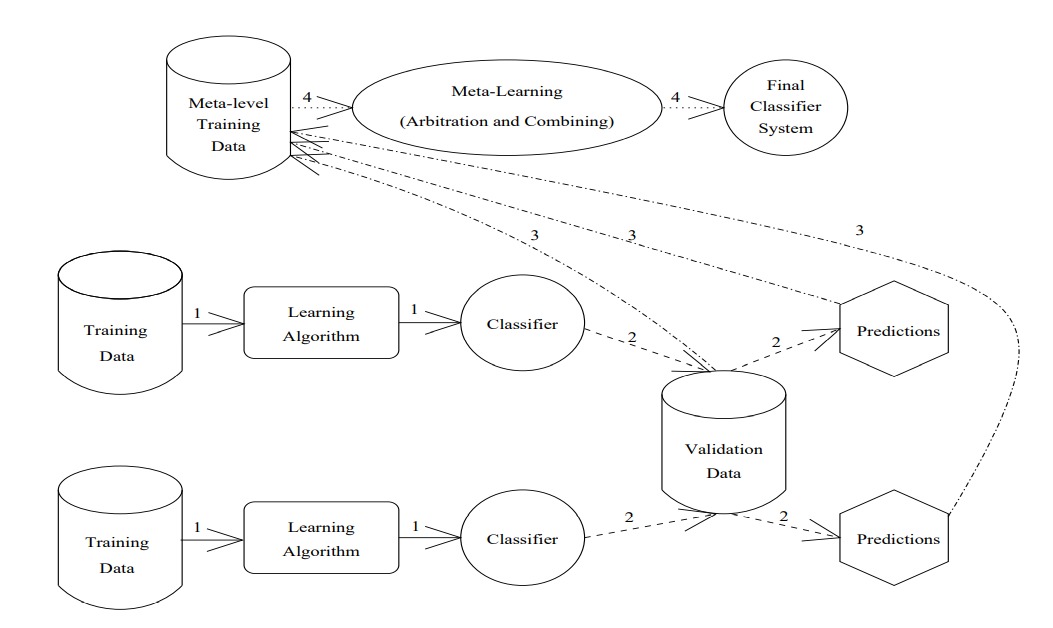 Meta-level
Training
Data
4
Meta-Learning
(Arbitration and Combining)
4
Final
Classifier
System
3
3
3
Training
Data
1
Learning
Algorithm
1
Classifier
2
2
Predictions
Validation
Data
Training
Data
1
Learning
Algorithm
1
Classifier
2
2
Predictions